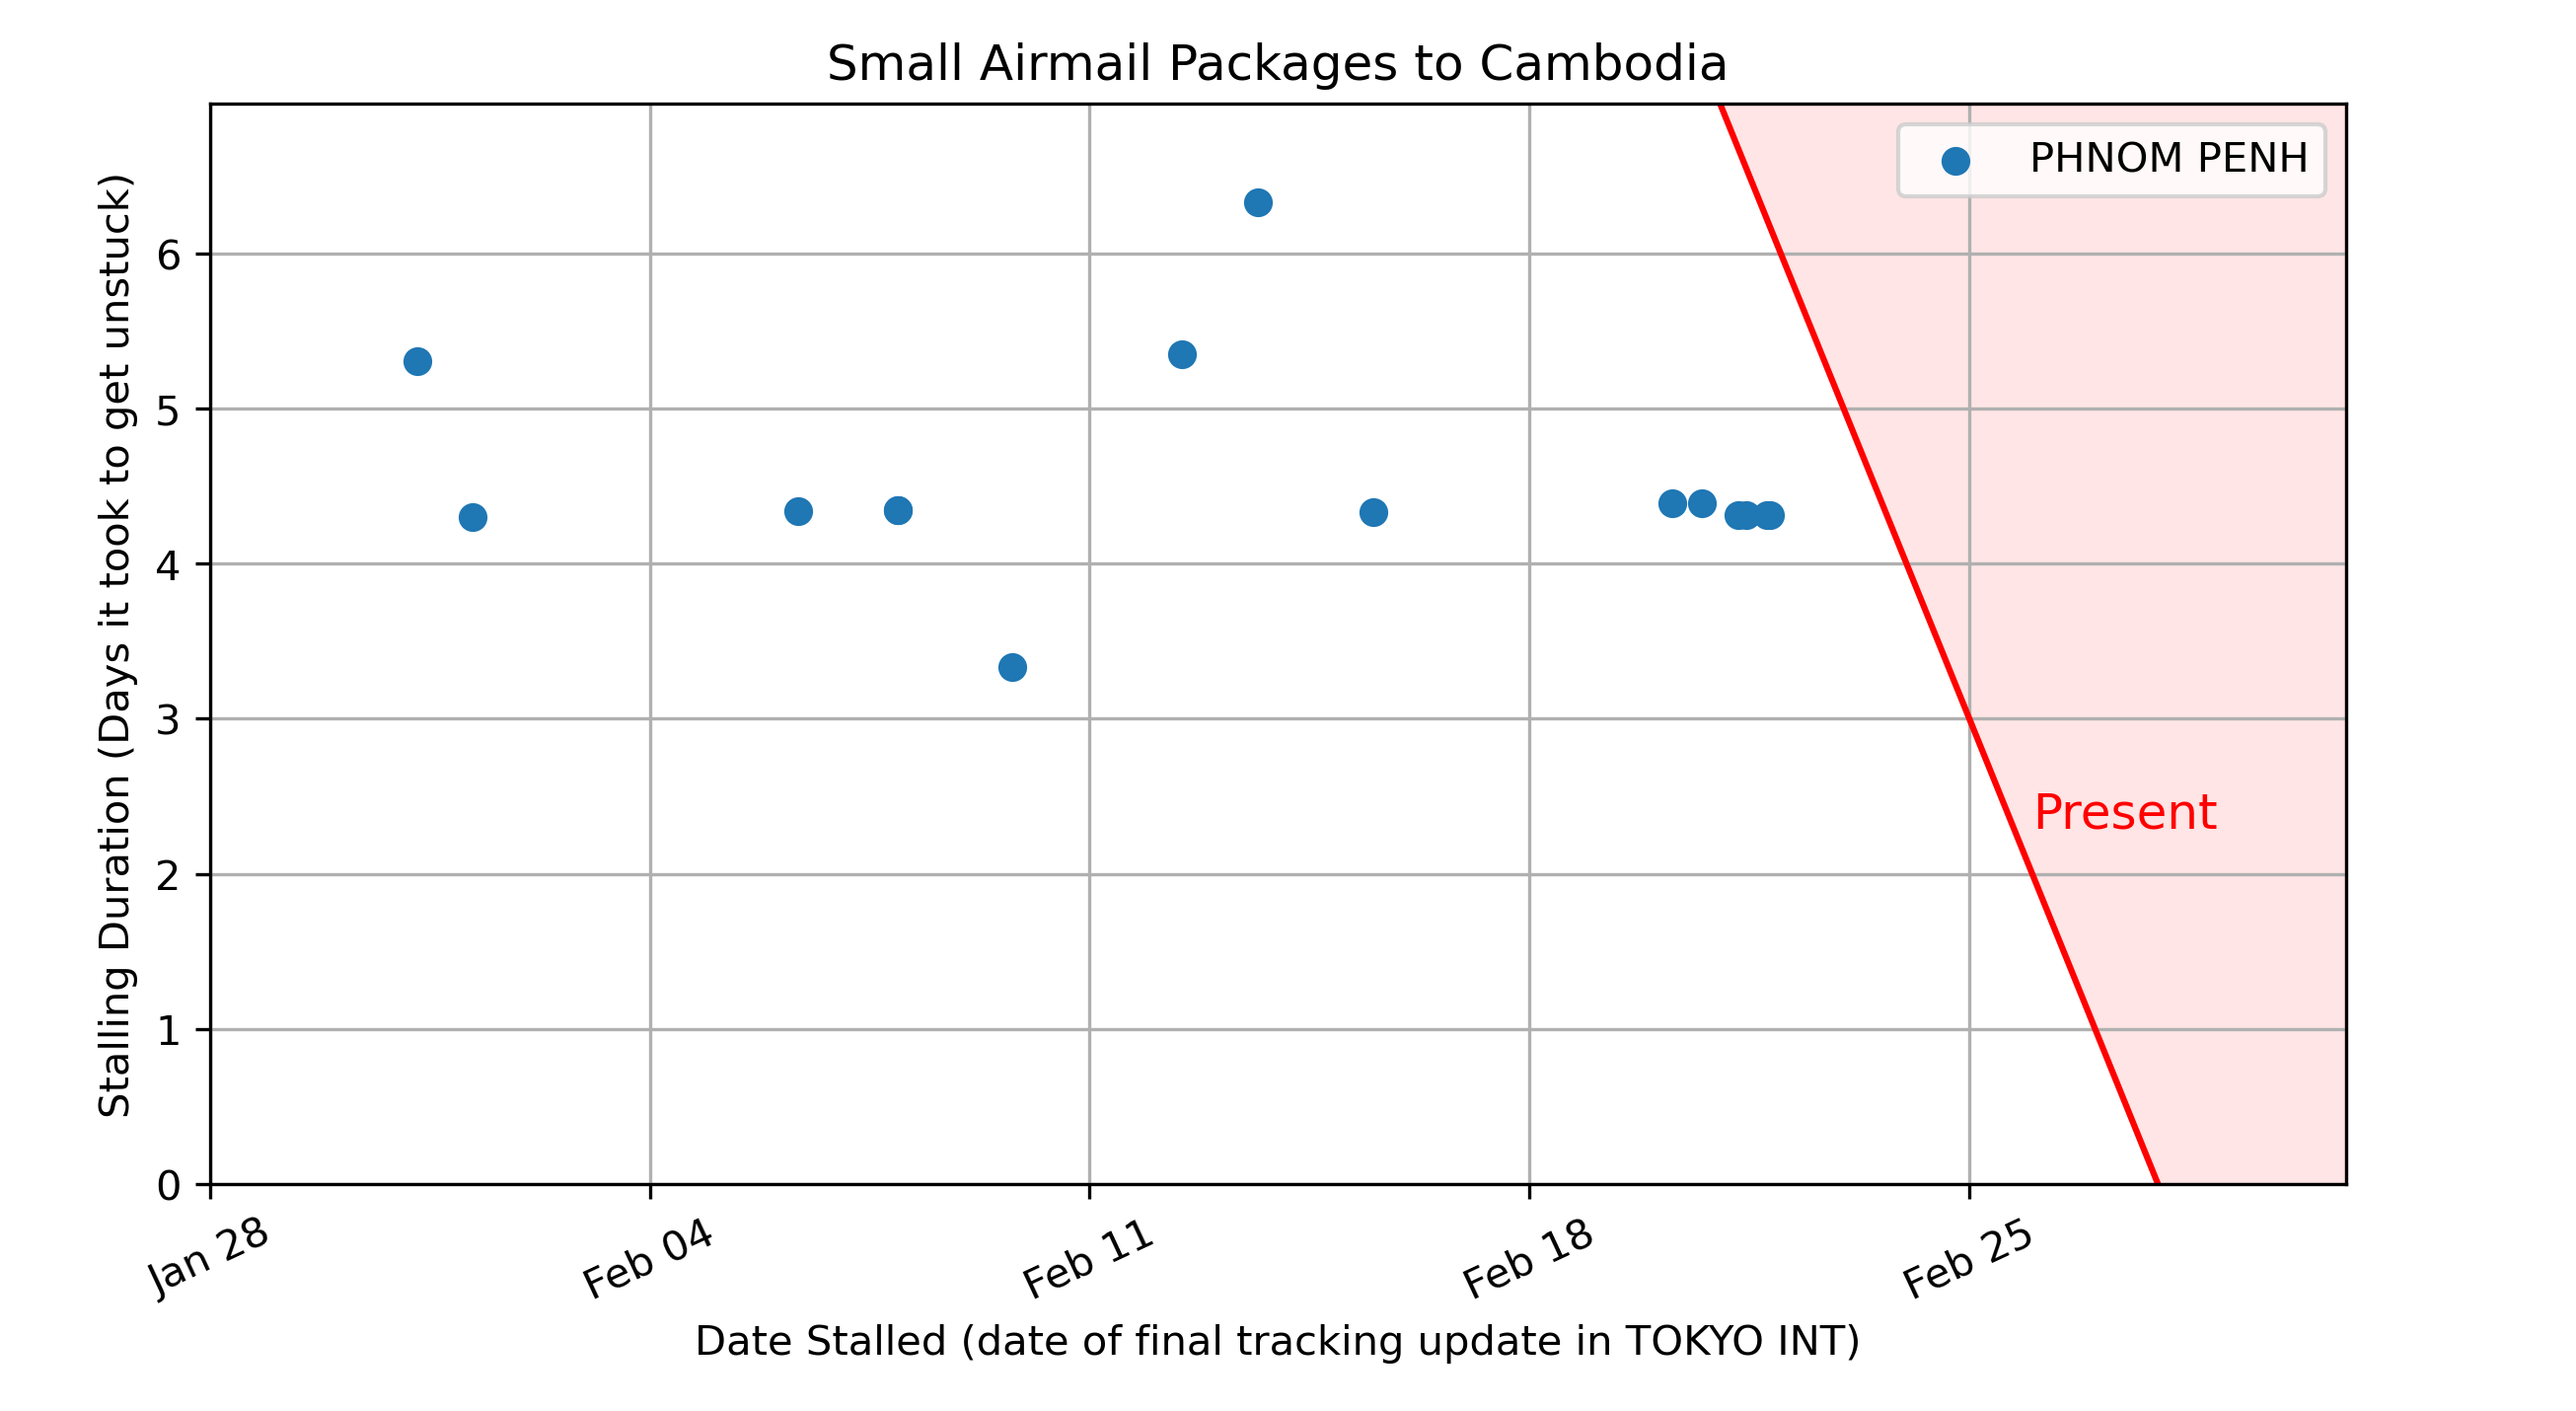 Small Airmail Packages to Cambodia
PHNOM PENH
Stalling Duration (Days it took to get unstuck)
6
5
4
3
2
1
0
Present
Jan 28
Feb 04
Feb 11
Feb 18
Feb 25
Date Stalled (date of final tracking update in TOKYO INT)